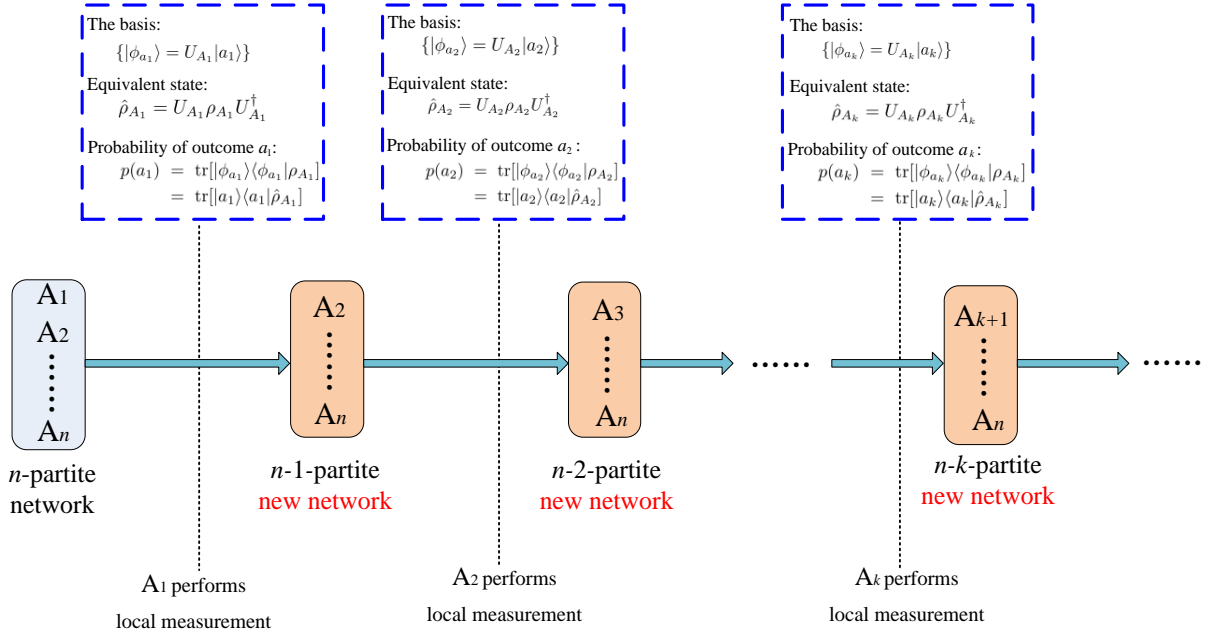 The basis:
{|ϕ_{a_1}⟩ = U_{A_1}|a_1⟩}
Equivalent state:
ρ̂_{A_1} = U_{A_1}ρ_{A_1}U_{A_1}^†
Probability of outcome a_1:
p(a_1) = tr[|ϕ_{a_1}⟩⟨ϕ_{a_1}|ρ_{A_1}]
= tr[|a_1⟩⟨a_1|ρ̂_{A_1}]
The basis:
{|ϕ_{a_2}⟩ = U_{A_2}|a_2⟩}
Equivalent state:
ρ̂_{A_2} = U_{A_2}ρ_{A_2}U_{A_2}^†
Probability of outcome a_2:
p(a_2) = tr[|ϕ_{a_2}⟩⟨ϕ_{a_2}|ρ_{A_2}]
= tr[|a_2⟩⟨a_2|ρ̂_{A_2}]
The basis:
{|ϕ_{a_k}⟩ = U_{A_k}|a_k⟩}
Equivalent state:
ρ̂_{A_k} = U_{A_k}ρ_{A_k}U_{A_k}^†
Probability of outcome a_k:
p(a_k) = tr[|ϕ_{a_k}⟩⟨ϕ_{a_k}|ρ_{A_k}]
= tr[|a_k⟩⟨a_k|ρ̂_{A_k}]
A1
A2
⋮
An
n-partite
network
A2
⋮
An
n-1-partite
new network
A3
⋮
An
n-2-partite
new network
······
Ak+1
⋮
An
n-k-partite
new network
······
A1 performs
local measurement
A2 performs
local measurement
Ak performs
local measurement